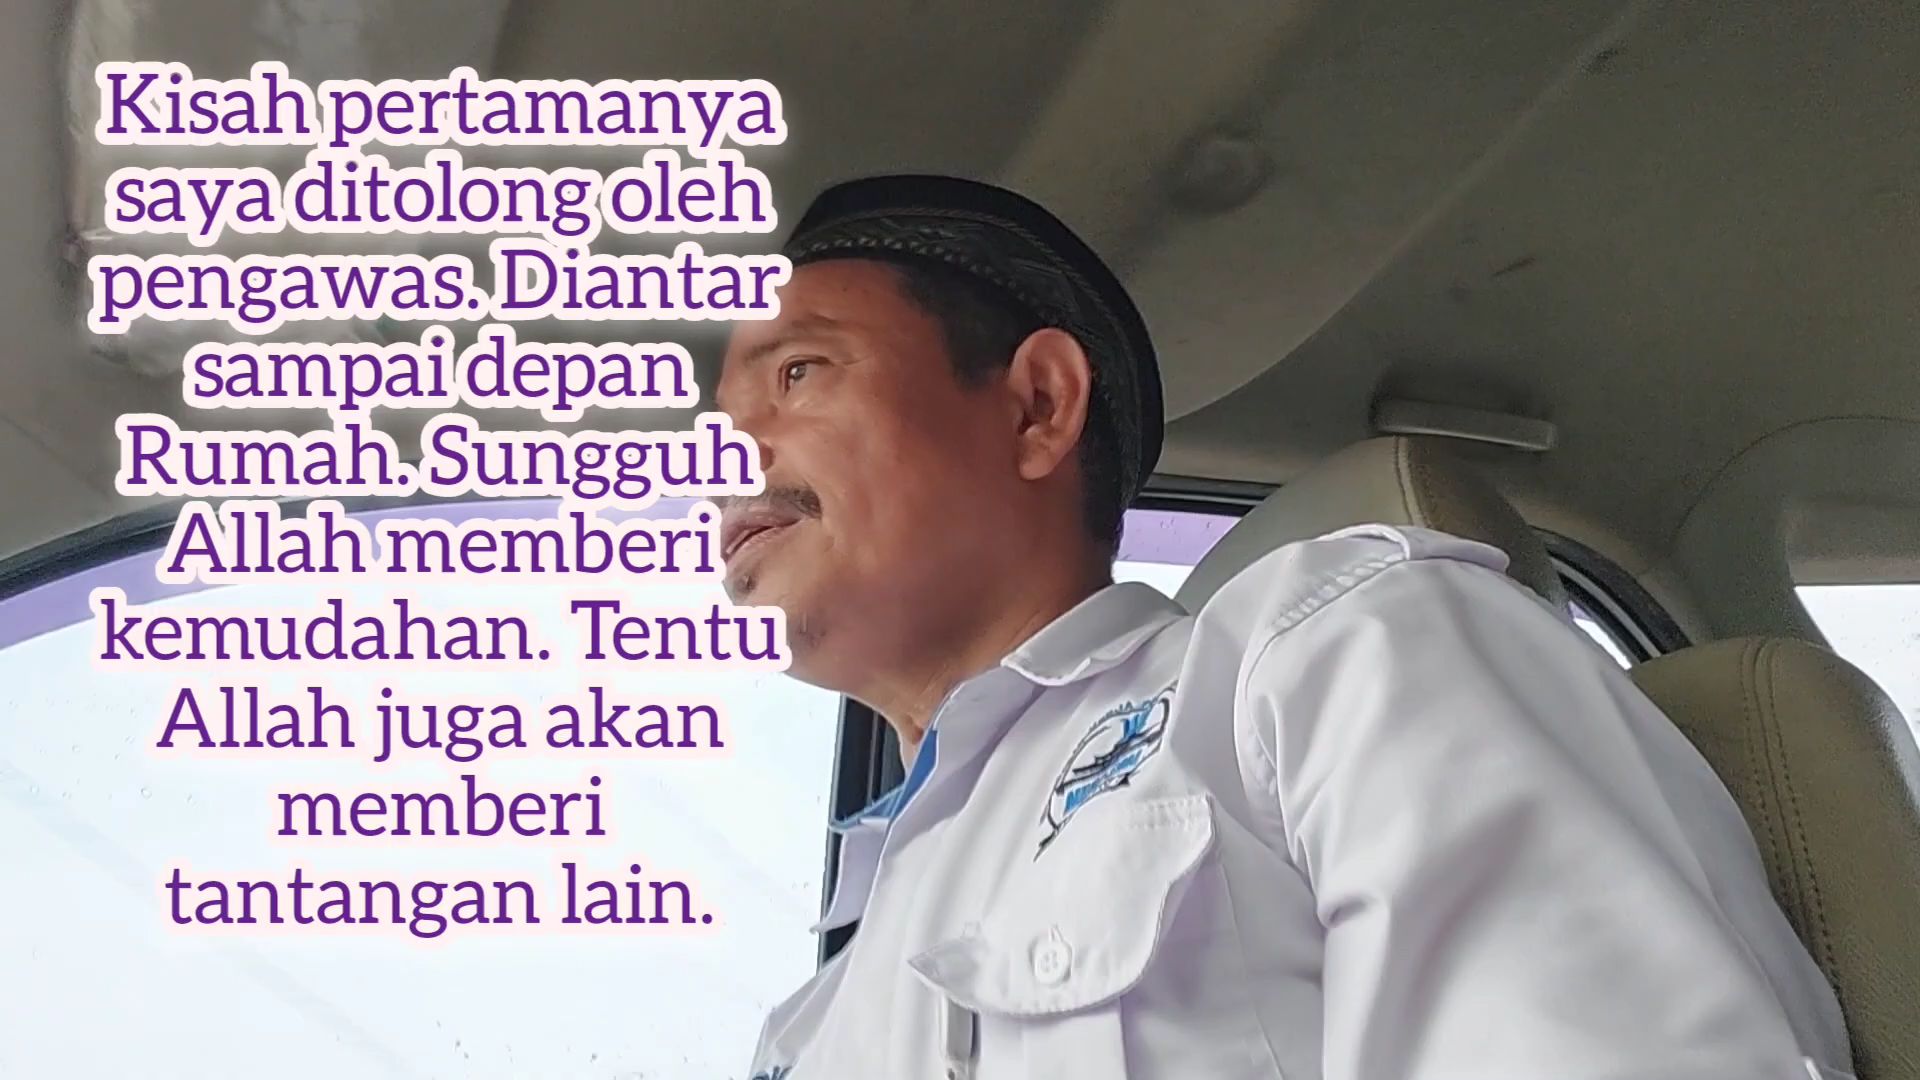 Kisah pertamanya
saya ditolong oleh
pengawas. Diantar
sampai depan
Rumah. Sungguh
Allah memberi
kemudahan. Tentu
Allah juga akan
memberi
tantangan lain.